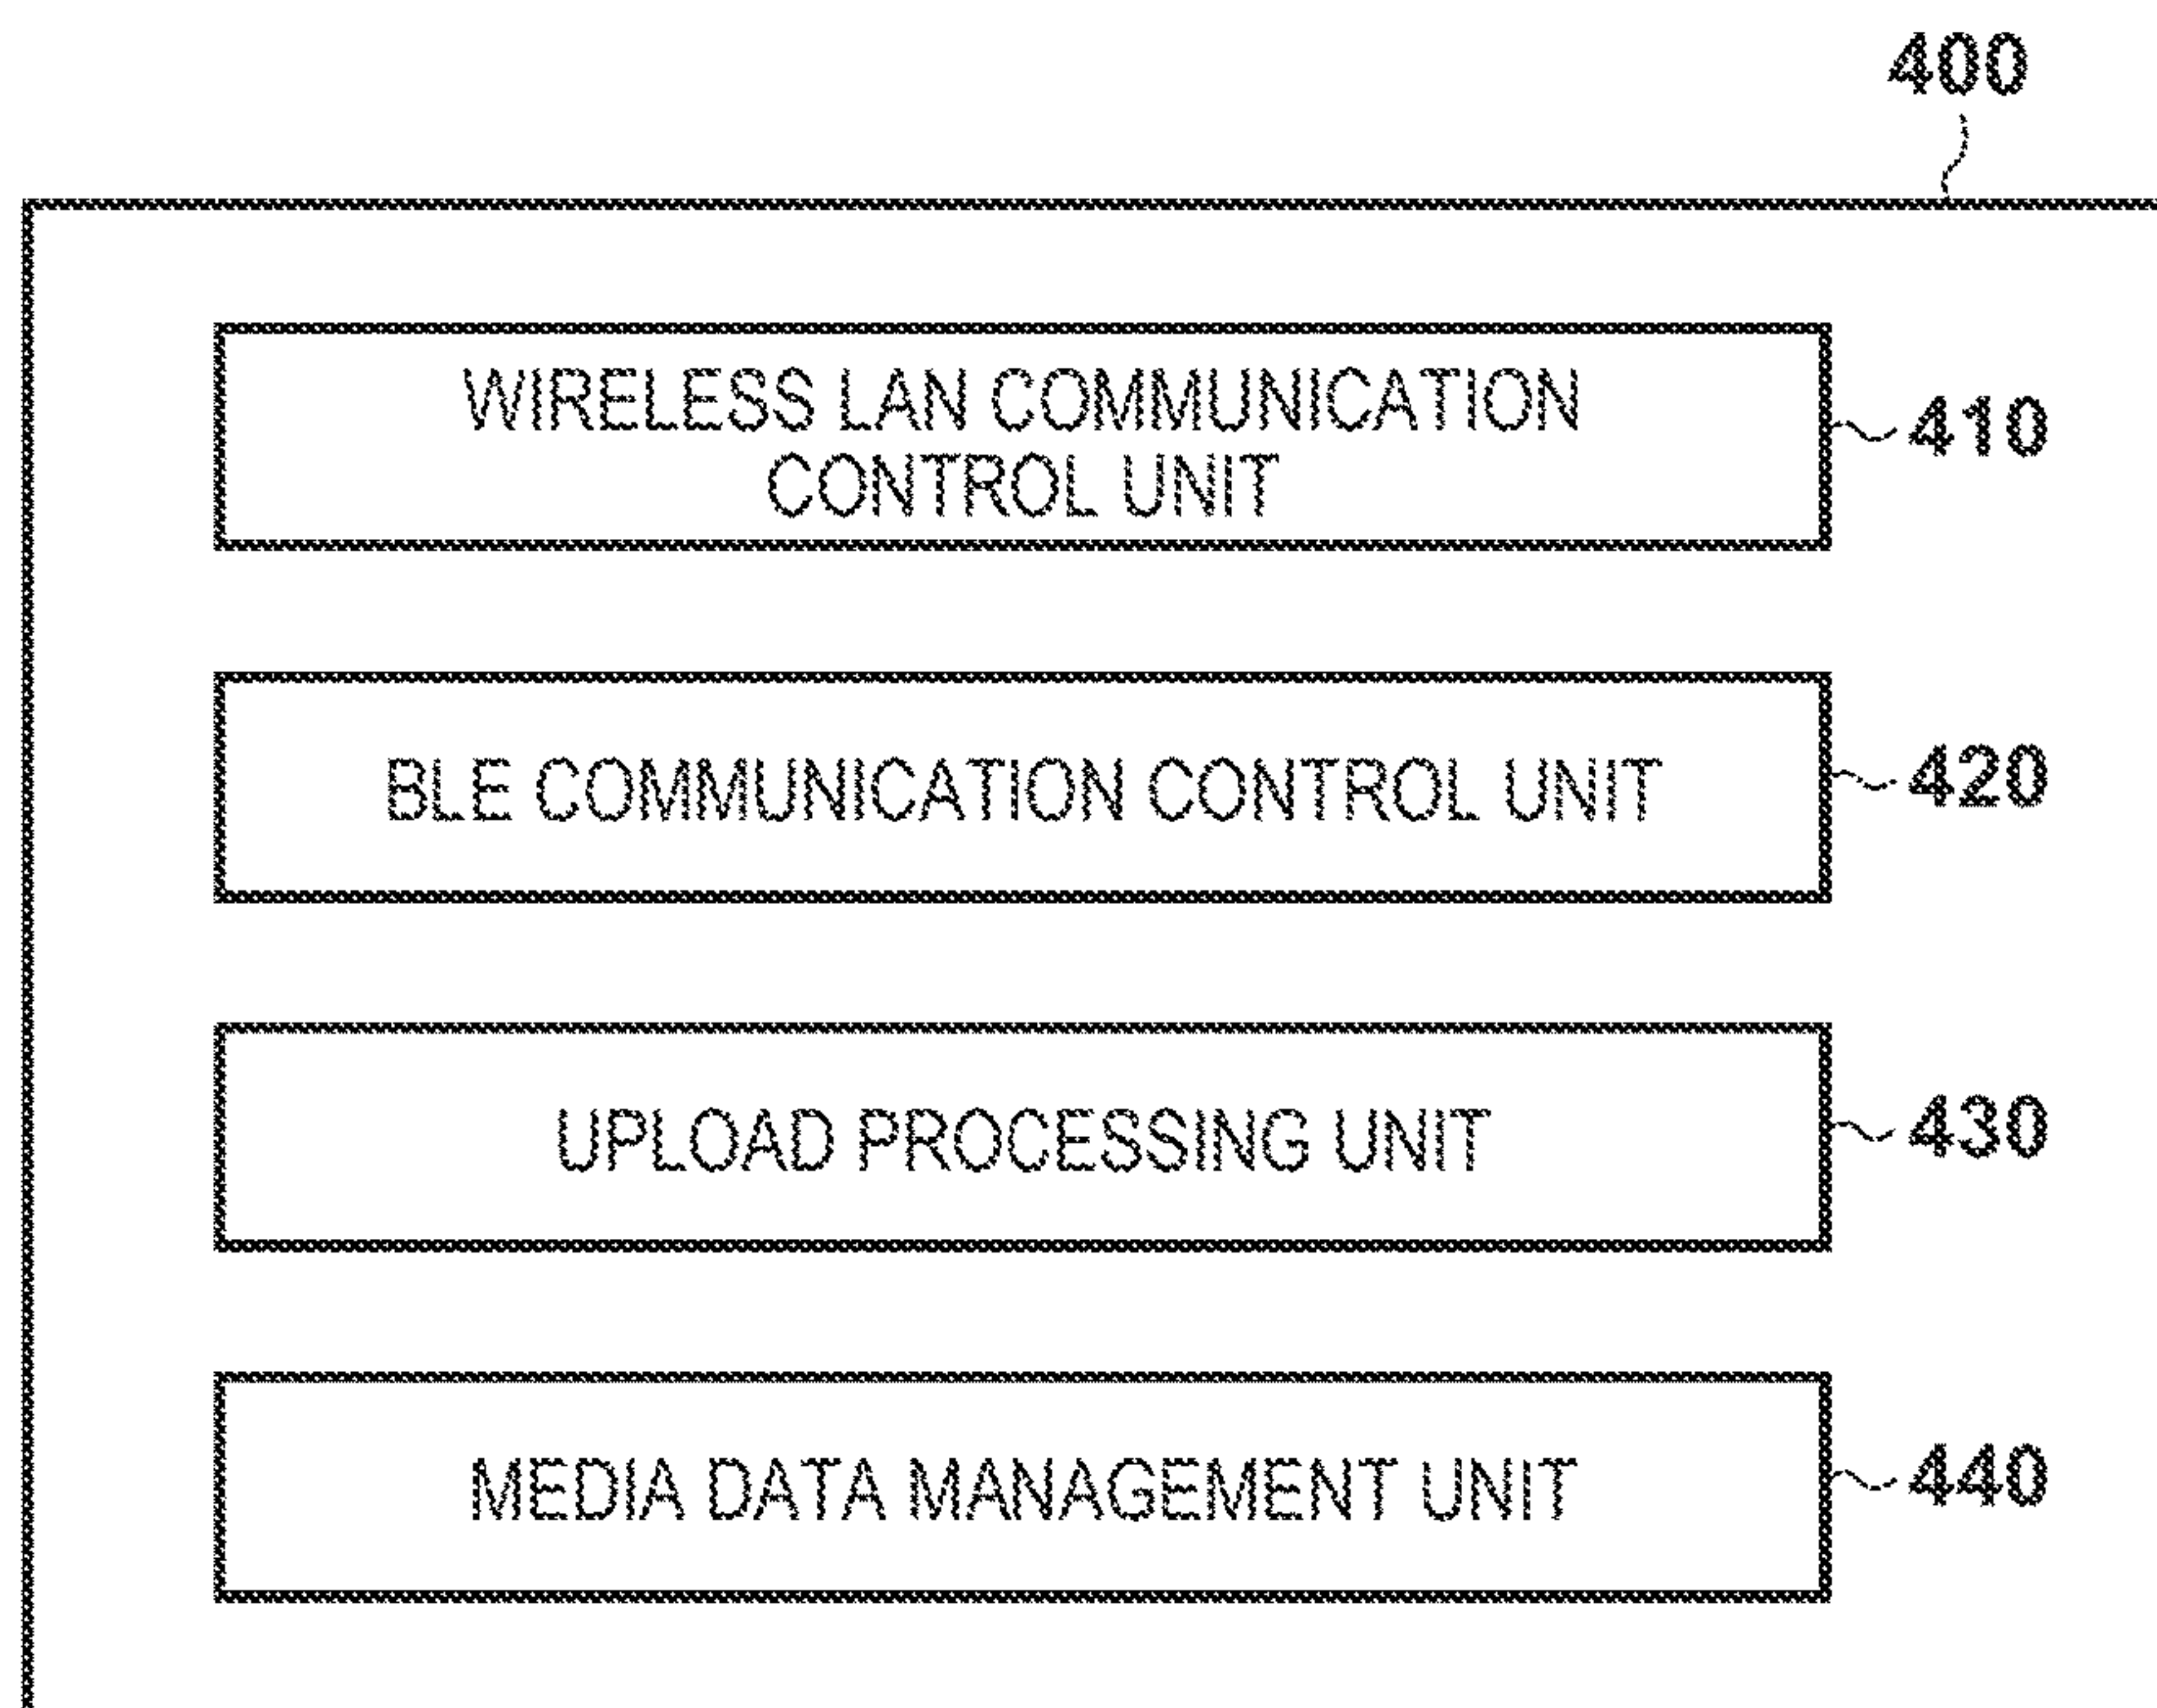 400
WIRELESS LAN COMMUNICATION
CONTROL UNIT
410
BLE COMMUNICATION CONTROL UNIT
420
UPLOAD PROCESSING UNIT
430
MEDIA DATA MANAGEMENT UNIT
440